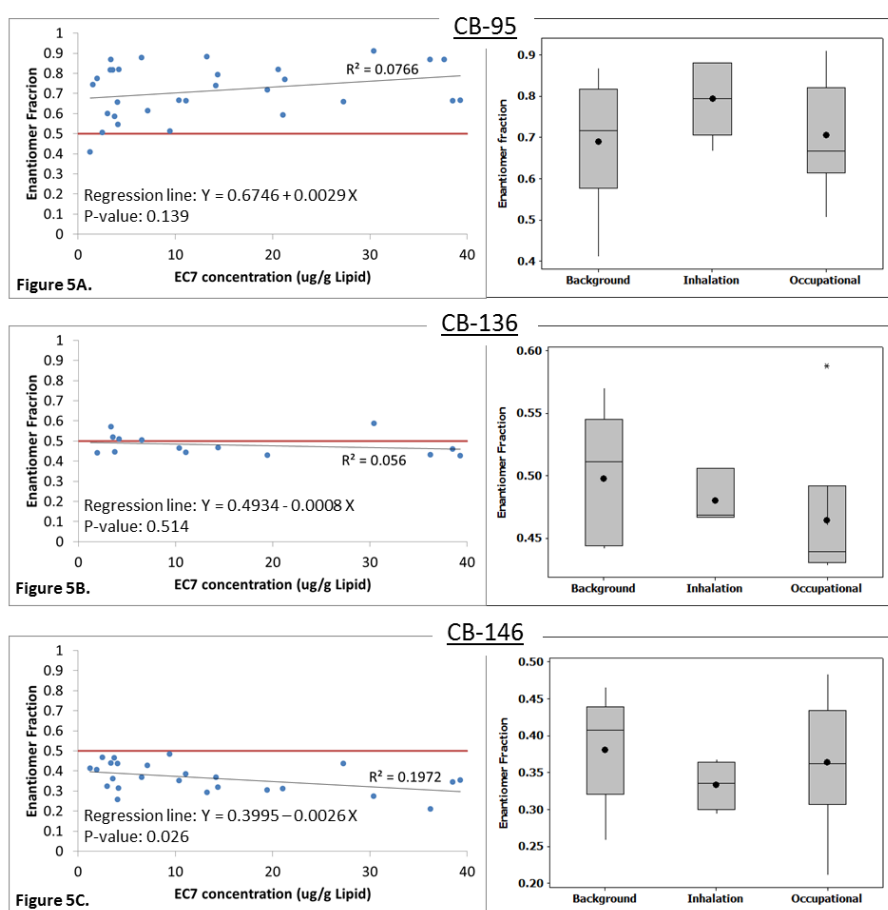 CB-95
Enantiomer Fraction
1
0.9
0.8
0.7
0.6
0.5
0.4
0.3
0.2
0.1
0
R² = 0.0766
Regression line: Y = 0.6746 + 0.0029 X
P-value: 0.139
0 10 20 30 40
EC7 concentration (ug/g Lipid)
Figure 5A.
Enantiomer fraction
0.9
0.8
0.7
0.6
0.5
0.4
Background Inhalation Occupational
CB-136
Enantiomer Fracrion
1
0.9
0.8
0.7
0.6
0.5
0.4
0.3
0.2
0.1
0
R² = 0.056
Regression line: Y = 0.4934 - 0.0008 X
P-value: 0.514
0 10 20 30 40
EC7 concentration (ug/g Lipid)
Figure 5B.
Enantiomer Fraction
0.60
0.55
0.50
0.45
*
Background Inhalation Occupational
CB-146
Enantiomer Fraction
1
0.9
0.8
0.7
0.6
0.5
0.4
0.3
0.2
0.1
0
R² = 0.1972
Regression line: Y = 0.3995 – 0.0026 X
P-value: 0.026
0 10 20 30 40
EC7 concentration (ug/g Lipid)
Figure 5C.
Enantiomer Fraction
0.50
0.45
0.40
0.35
0.30
0.25
0.20
Background Inhalation Occupational